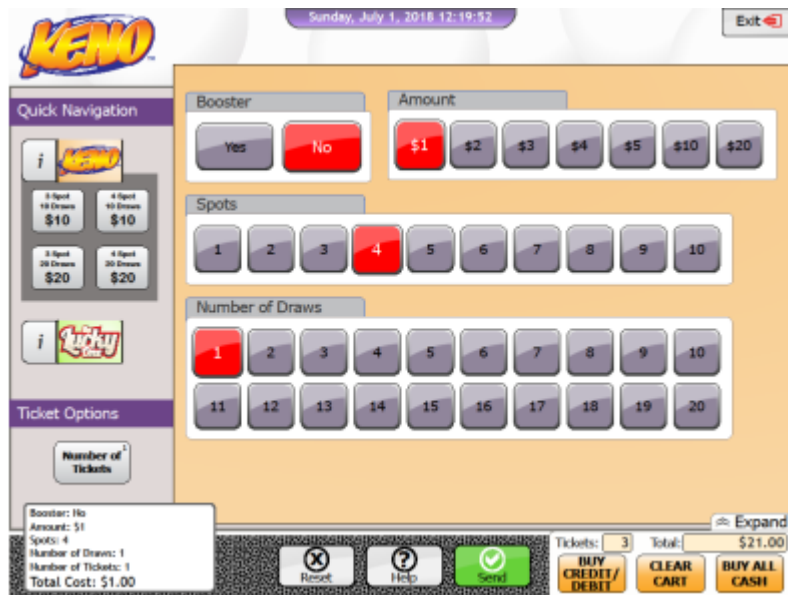 Sunday, July 1, 2018 12:19:52
Exit
KENO
Quick Navigation
i KENO
3 Spot
10 Draws
$10
4 Spot
10 Draws
$10
3 Spot
20 Draws
$20
4 Spot
20 Draws
$20
i Lucky
Ticket Options
Number of 1
Tickets
Booster
Yes No
Amount
$1 $2 $3 $4 $5 $10 $20
Spots
1 2 3 4 5 6 7 8 9 10
Number of Draws
1 2 3 4 5 6 7 8 9 10
11 12 13 14 15 16 17 18 19 20
Booster: No
Amount: $1
Spots: 4
Number of Draws: 1
Number of Tickets: 1
Total Cost: $1.00
Reset
Help
Send
Expand
Tickets: 3 Total: $21.00
BUY
CREDIT/
DEBIT
CLEAR
CART
BUY ALL
CASH